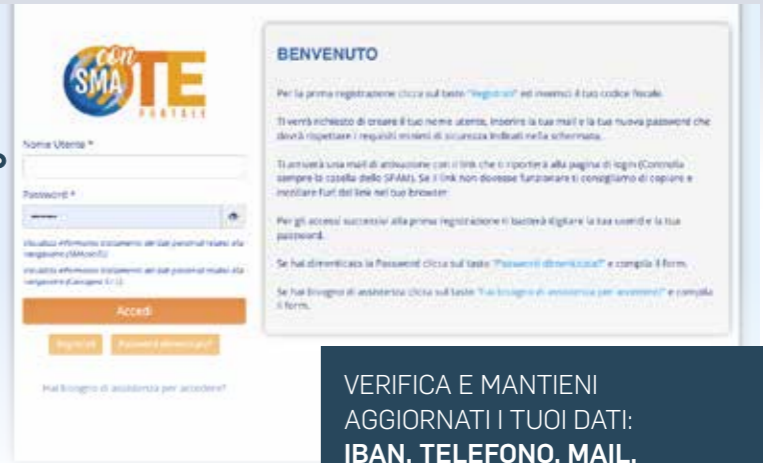 con
SMA TE
PORTALE
Nome Utente *
Password *
Accedi
Registrati Password dimenticata?
Hai bisogno di assistenza per accedere?
BENVENUTO
Per la prima registrazione clicca sul tasto "Registrati" ed inserisci il tuo codice fiscale.
Ti verrà richiesto di creare il tuo nome utente, inserire la tua mail e la tua nuova password che
dovrà rispettare i requisiti minimi di sicurezza indicati nella schermata.
Ti arriverà una mail di attivazione con il link che ti riporterà alla pagina di login (Controlla
sempre la casella dello SPAM). Se il link non dovesse funzionare ti consigliamo di copiare e
incollare l'url del link nel tuo browser.
Per gli accessi successivi alla prima registrazione ti basterà digitare la tua userid e la tua
password.
Se hai dimenticato la Password clicca sul tasto "Password dimenticata?" e compila il form.
Se hai bisogno di assistenza clicca sul tasto "Hai bisogno di assistenza per accedere?" e compila
il form.
VERIFICA E MANTIENI
AGGIORNATI I TUOI DATI:
IBAN, TELEFONO, MAIL,